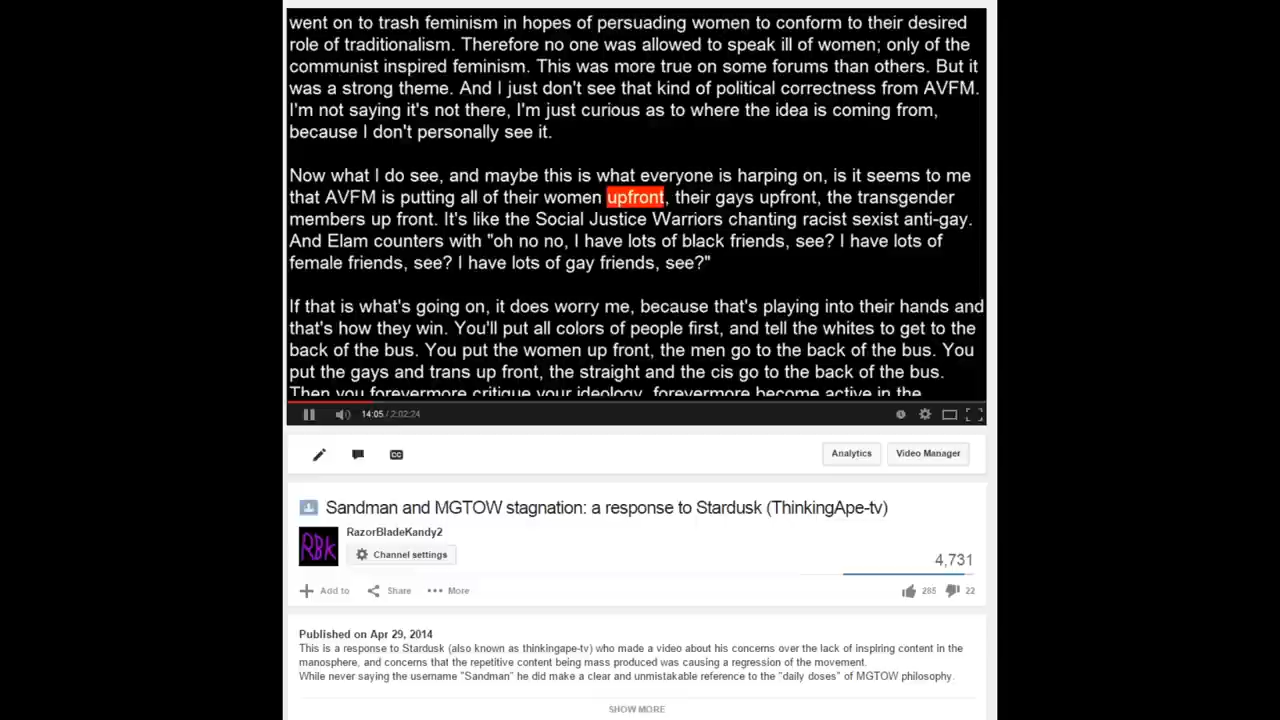 went on to trash feminism in hopes of persuading women to conform to their desired
role of traditionalism. Therefore no one was allowed to speak ill of women; only of the
communist inspired feminism. This was more true on some forums than others. But it
was a strong theme. And I just don't see that kind of political correctness from AVFM.
I'm not saying it's not there, I'm just curious as to where the idea is coming from,
because I don't personally see it.
Now what I do see, and maybe this is what everyone is harping on, is it seems to me
that AVFM is putting all of their women upfront, their gays upfront, the transgender
members up front. It's like the Social Justice Warriors chanting racist sexist anti-gay.
And Elam counters with "oh no no, I have lots of black friends, see? I have lots of
female friends, see? I have lots of gay friends, see?"
If that is what's going on, it does worry me, because that's playing into their hands and
that's how they win. You'll put all colors of people first, and tell the whites to get to the
back of the bus. You put the women up front, the men go to the back of the bus. You
put the gays and trans up front, the straight and the cis go to the back of the bus.
Then you forevermore critique your ideology, forevermore become active in the
14:05 / 2:02:24
CC
Analytics Video Manager
Sandman and MGTOW stagnation: a response to Stardusk (ThinkingApe-tv)
RBk
RazorBladeKandy2
Channel settings
4,731
Add to Share More 285 22
Published on Apr 29, 2014
This is a response to Stardusk (also known as thinkingape-tv) who made a video about his concerns over the lack of inspiring content in the
manosphere, and concerns that the repetitive content being mass produced was causing a regression of the movement.
While never saying the username "Sandman" he did make a clear and unmistakable reference to the "daily doses" of MGTOW philosophy.
SHOW MORE